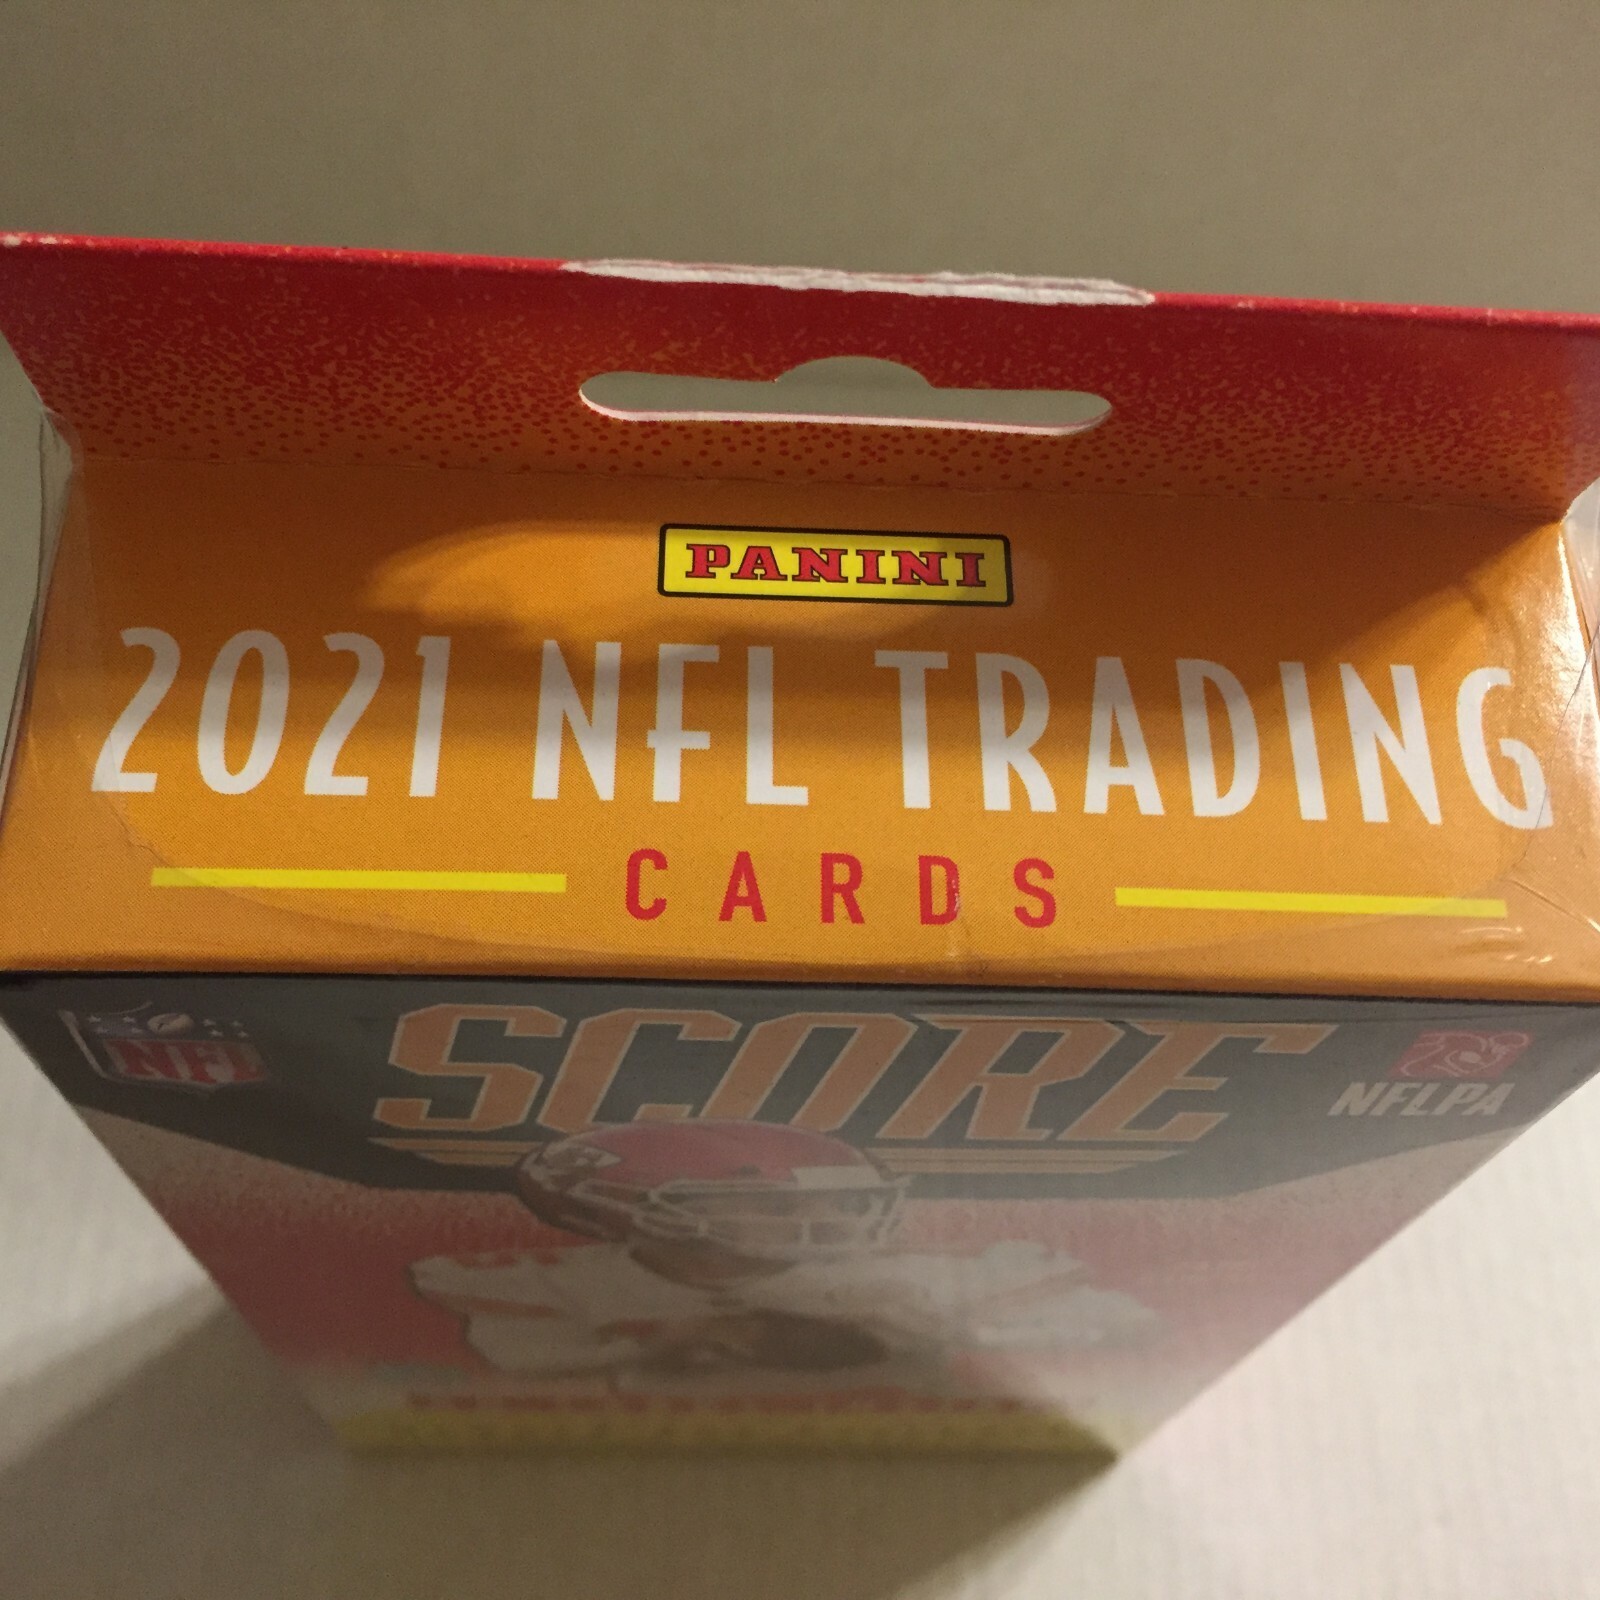 PANINI
2021 NFL TRADING
CARDS
NFL
SCORE
NFLPA